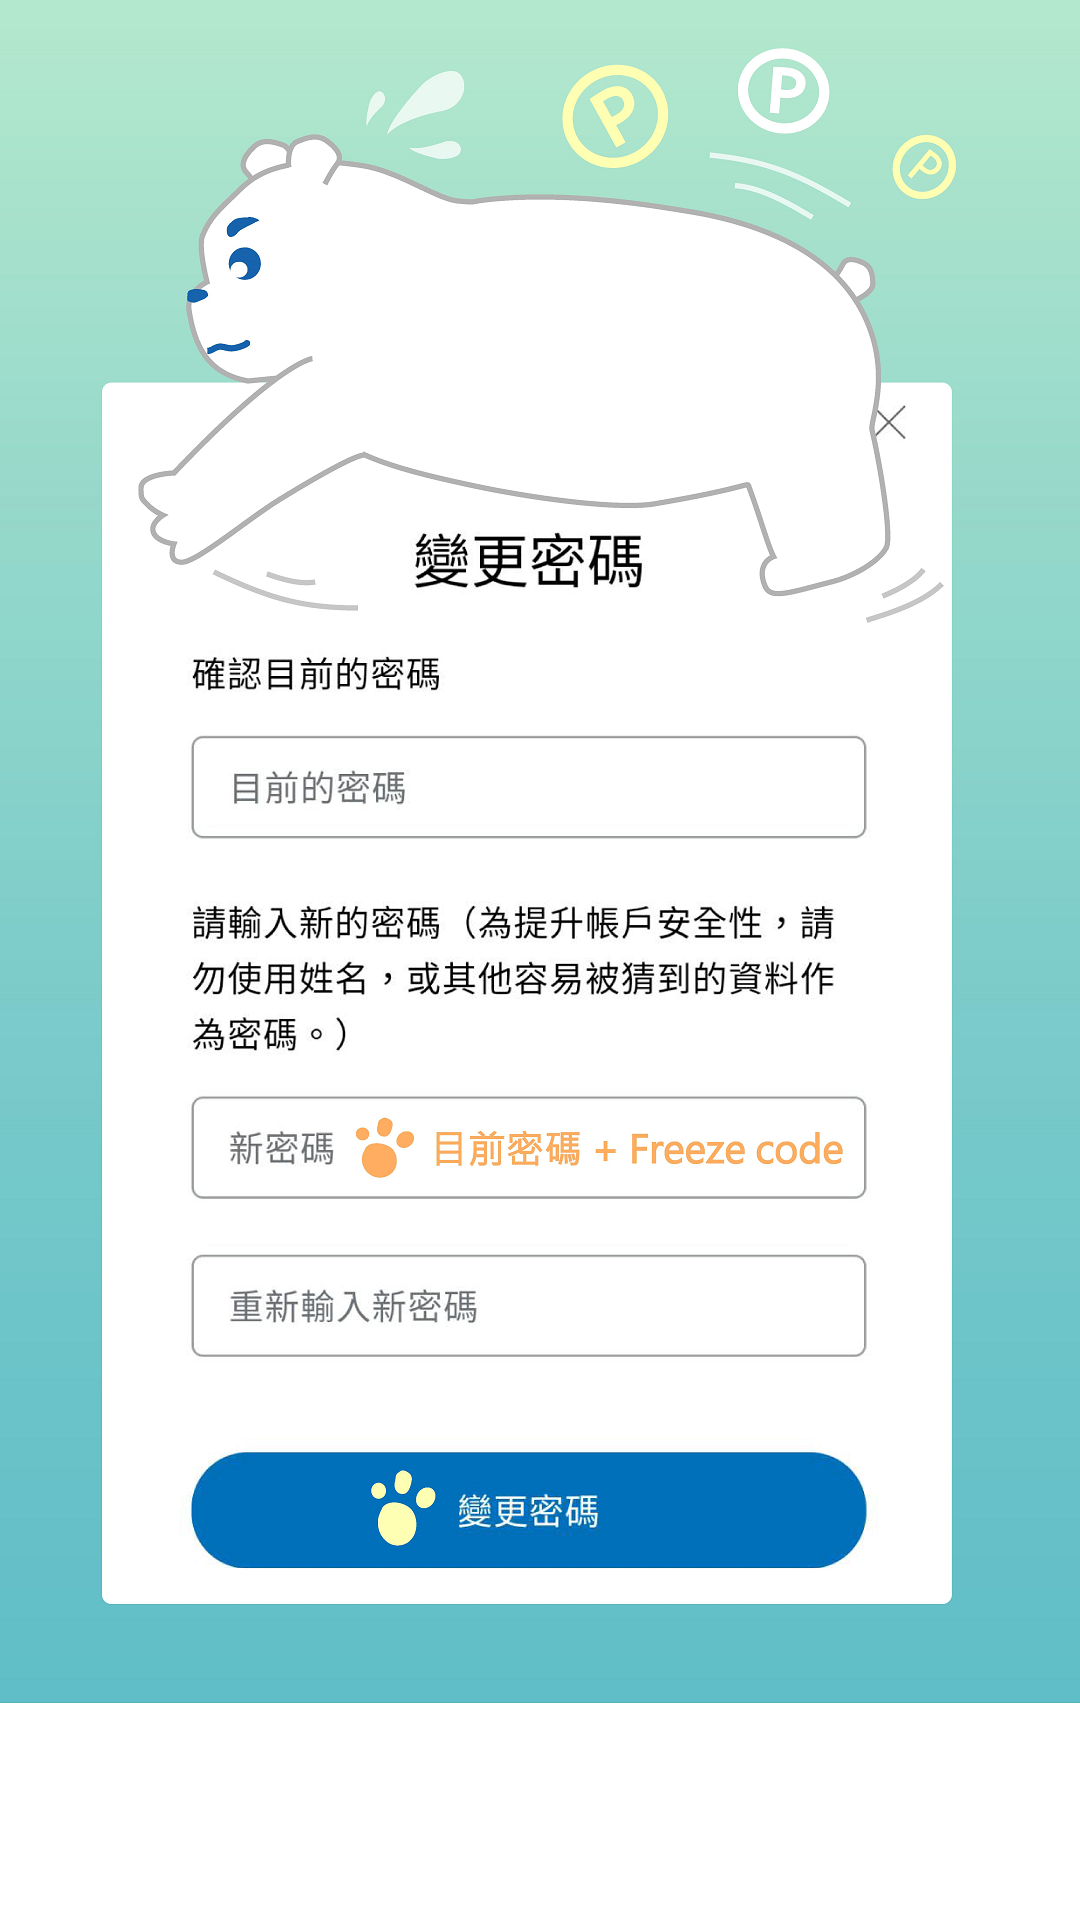 P
P
P
變更密碼
確認目前的密碼
目前的密碼
請輸入新的密碼（為提升帳戶安全性，請
勿使用姓名，或其他容易被猜到的資料作
為密碼。）
新密碼 目前密碼 + Freeze code
重新輸入新密碼
變更密碼